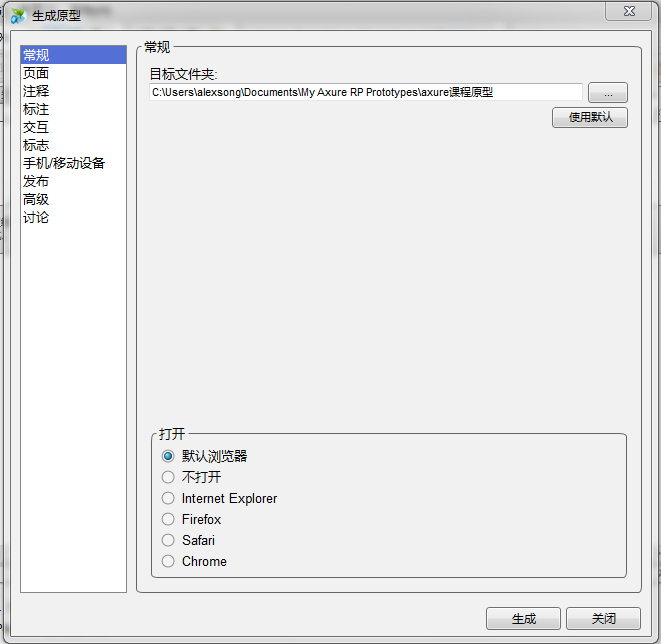 生成原型
常规
页面
注释
标注
交互
标志
手机/移动设备
发布
高级
讨论
常规
目标文件夹:
C:\Users\alexsong\Documents\My Axure RP Prototypes\axure课程原型
...
使用默认
打开
默认浏览器
不打开
Internet Explorer
Firefox
Safari
Chrome
生成
关闭